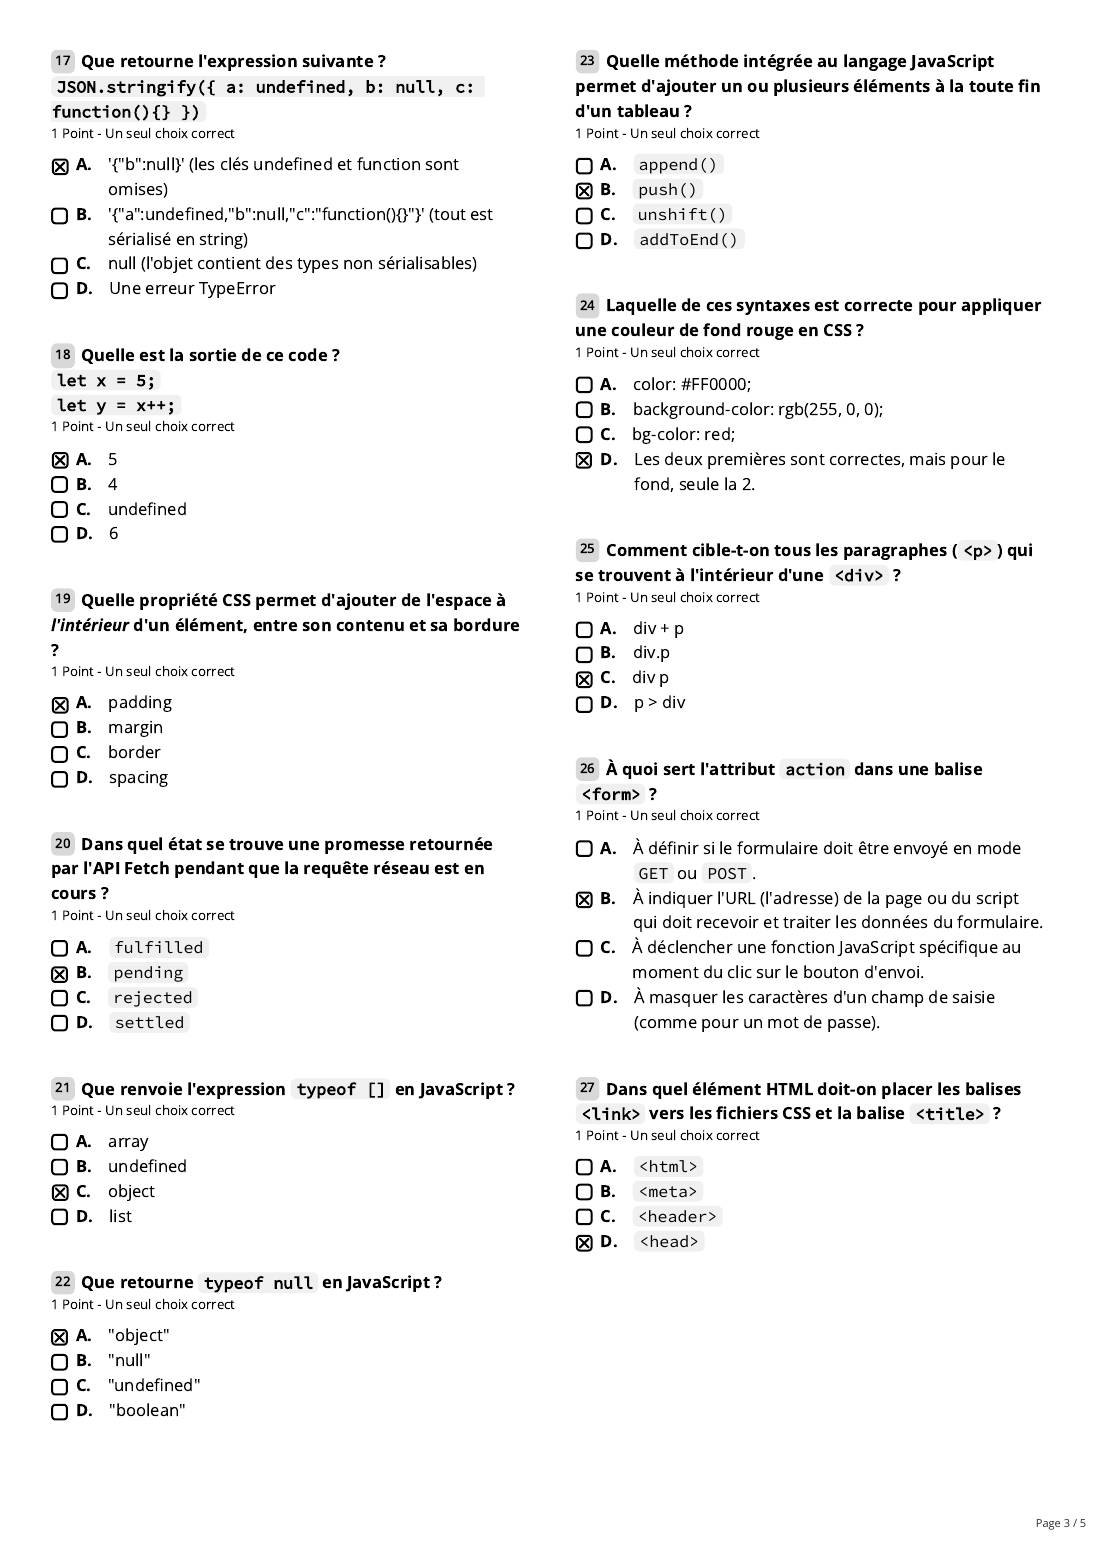 17 Que retourne l'expression suivante ?
JSON.stringify({ a: undefined, b: null, c:
function(){} })
1 Point - Un seul choix correct
A. '{"b":null}' (les clés undefined et function sont
omises)
B. '{"a":undefined,"b":null,"c":"function(){}"}' (tout est
sérialisé en string)
C. null (l'objet contient des types non sérialisables)
D. Une erreur TypeError
18 Quelle est la sortie de ce code ?
let x = 5;
let y = x++;
1 Point - Un seul choix correct
A. 5
B. 4
C. undefined
D. 6
19 Quelle propriété CSS permet d'ajouter de l'espace à
l'intérieur d'un élément, entre son contenu et sa bordure
?
1 Point - Un seul choix correct
A. padding
B. margin
C. border
D. spacing
20 Dans quel état se trouve une promesse retournée
par l'API Fetch pendant que la requête réseau est en
cours ?
1 Point - Un seul choix correct
A. fulfilled
B. pending
C. rejected
D. settled
21 Que renvoie l'expression typeof [] en JavaScript ?
1 Point - Un seul choix correct
A. array
B. undefined
C. object
D. list
22 Que retourne typeof null en JavaScript ?
1 Point - Un seul choix correct
A. "object"
B. "null"
C. "undefined"
D. "boolean"
23 Quelle méthode intégrée au langage JavaScript
permet d'ajouter un ou plusieurs éléments à la toute fin
d'un tableau ?
1 Point - Un seul choix correct
A. append()
B. push()
C. unshift()
D. addToEnd()
24 Laquelle de ces syntaxes est correcte pour appliquer
une couleur de fond rouge en CSS ?
1 Point - Un seul choix correct
A. color: #FF0000;
B. background-color: rgb(255, 0, 0);
C. bg-color: red;
D. Les deux premières sont correctes, mais pour le
fond, seule la 2.
25 Comment cible-t-on tous les paragraphes ( <p> ) qui
se trouvent à l'intérieur d'une <div> ?
1 Point - Un seul choix correct
A. div + p
B. div.p
C. div p
D. p > div
26 À quoi sert l'attribut action dans une balise
<form> ?
1 Point - Un seul choix correct
A. À définir si le formulaire doit être envoyé en mode
GET ou POST .
B. À indiquer l'URL (l'adresse) de la page ou du script
qui doit recevoir et traiter les données du formulaire.
C. À déclencher une fonction JavaScript spécifique au
moment du clic sur le bouton d'envoi.
D. À masquer les caractères d'un champ de saisie
(comme pour un mot de passe).
27 Dans quel élément HTML doit-on placer les balises
<link> vers les fichiers CSS et la balise <title> ?
1 Point - Un seul choix correct
A. <html>
B. <meta>
C. <header>
D. <head>
Page 3 / 5